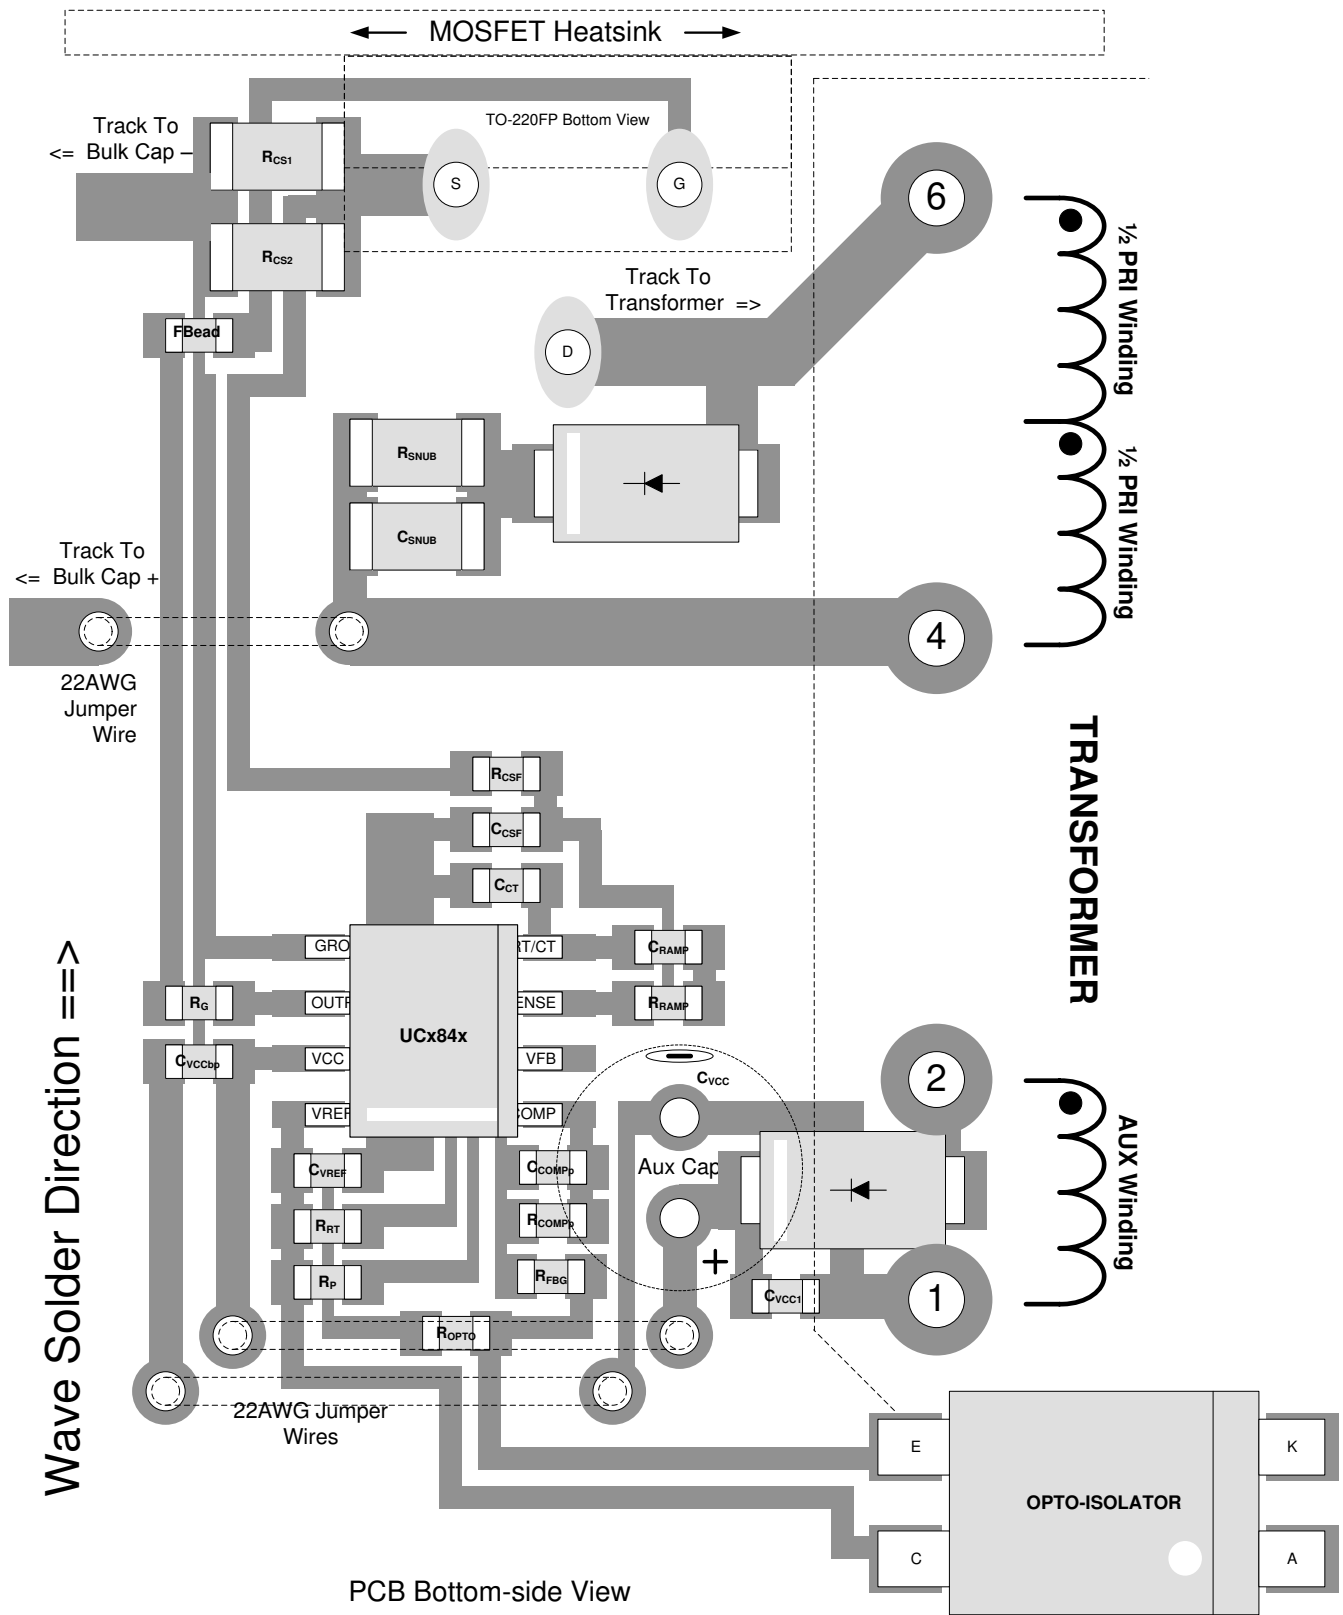 MOSFET Heatsink
TO-220FP Bottom View
Track To
<= Bulk Cap –
RCS1
S
G
6
RCS2
½ PRI Winding
Track To
Transformer =>
FBead
D
RSNUB
CSNUB
½ PRI Winding
Track To
<= Bulk Cap +
4
22AWG
Jumper
Wire
TRANSFORMER
RCSF
CCSF
CCT
GRO
RT/CT
CRAMP
RG
OUTP
ENSE
RRAMP
UCx84x
CVCCbp
VCC
VFB
CVCC
2
VREF
COMP
AUX Winding
CVREF
CCOMPp
Aux Cap
RRT
RCOMPp
+
RP
RFBG
CVCC1
1
ROPTO
22AWG Jumper
Wires
Wave Solder Direction ==>
E
K
OPTO-ISOLATOR
C
A
PCB Bottom-side View